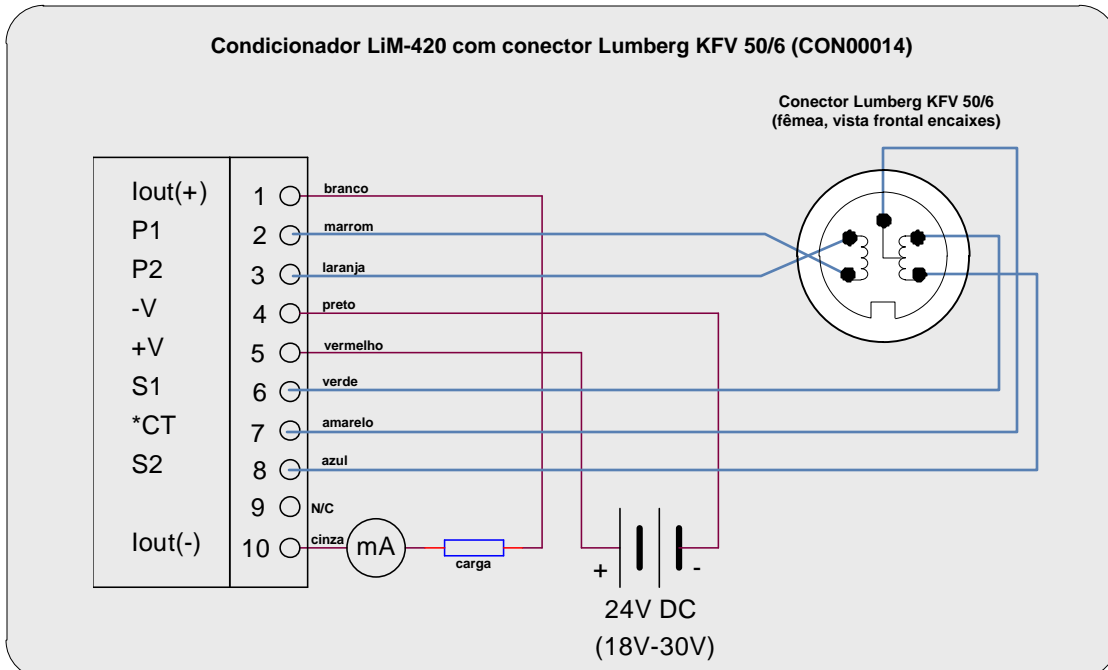 Condicionador LiM-420 com conector Lumberg KFV 50/6 (CON00014)
Conector Lumberg KFV 50/6
(fêmea, vista frontal encaixes)
Iout(+) 1 branco
P1 2 marrom
P2 3 laranja
-V 4 preto
+V 5 vermelho
S1 6 verde
*CT 7 amarelo
S2 8 azul
9 N/C
Iout(-) 10 cinza mA
carga
+ -
24V DC
(18V-30V)